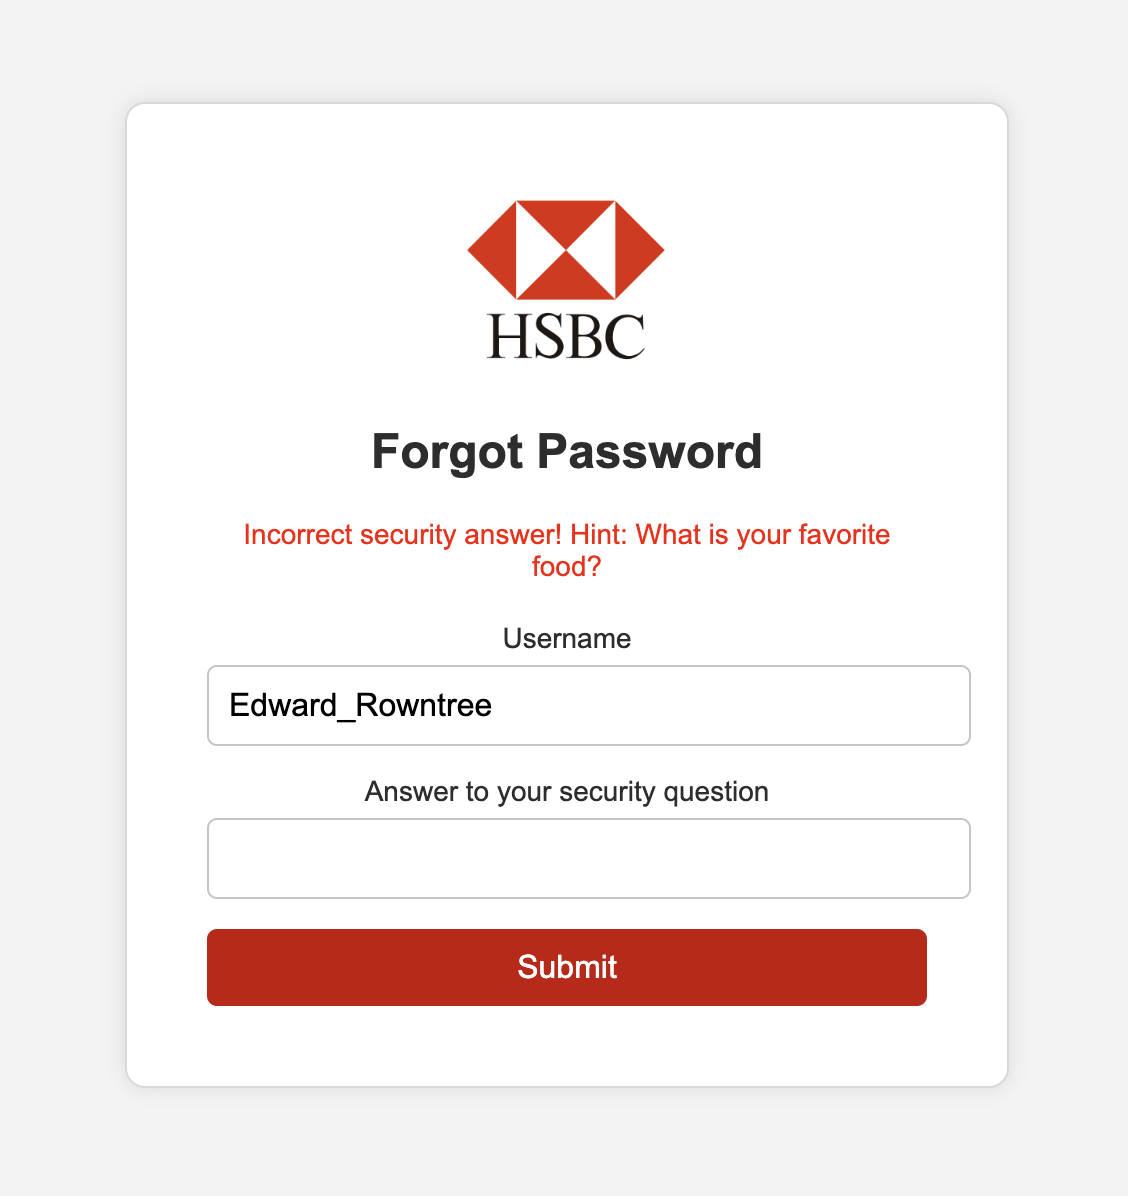 HSBC
Forgot Password
Incorrect security answer! Hint: What is your favorite
food?
Username
Edward_Rowntree
Answer to your security question
Submit